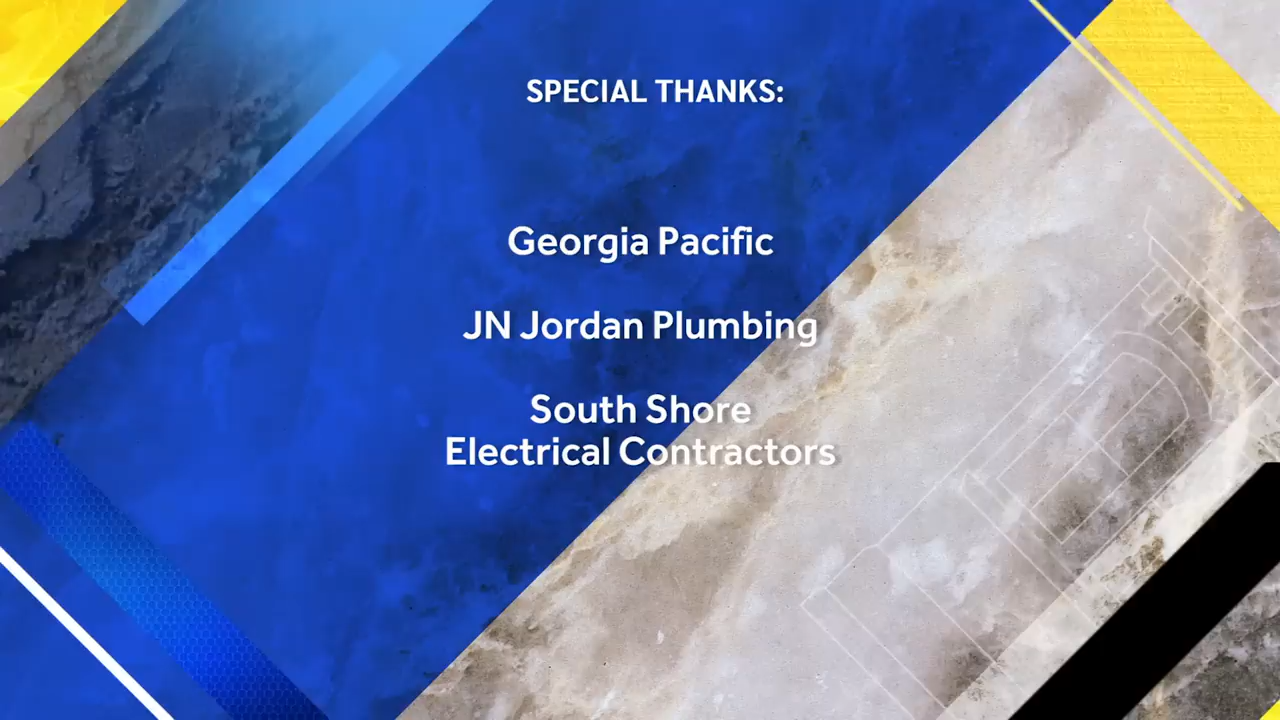 SPECIAL THANKS:
Georgia Pacific
JN Jordan Plumbing
South Shore
Electrical Contractors